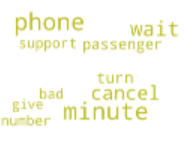 phone wait
support passenger
turn
bad cancel
give minute
number